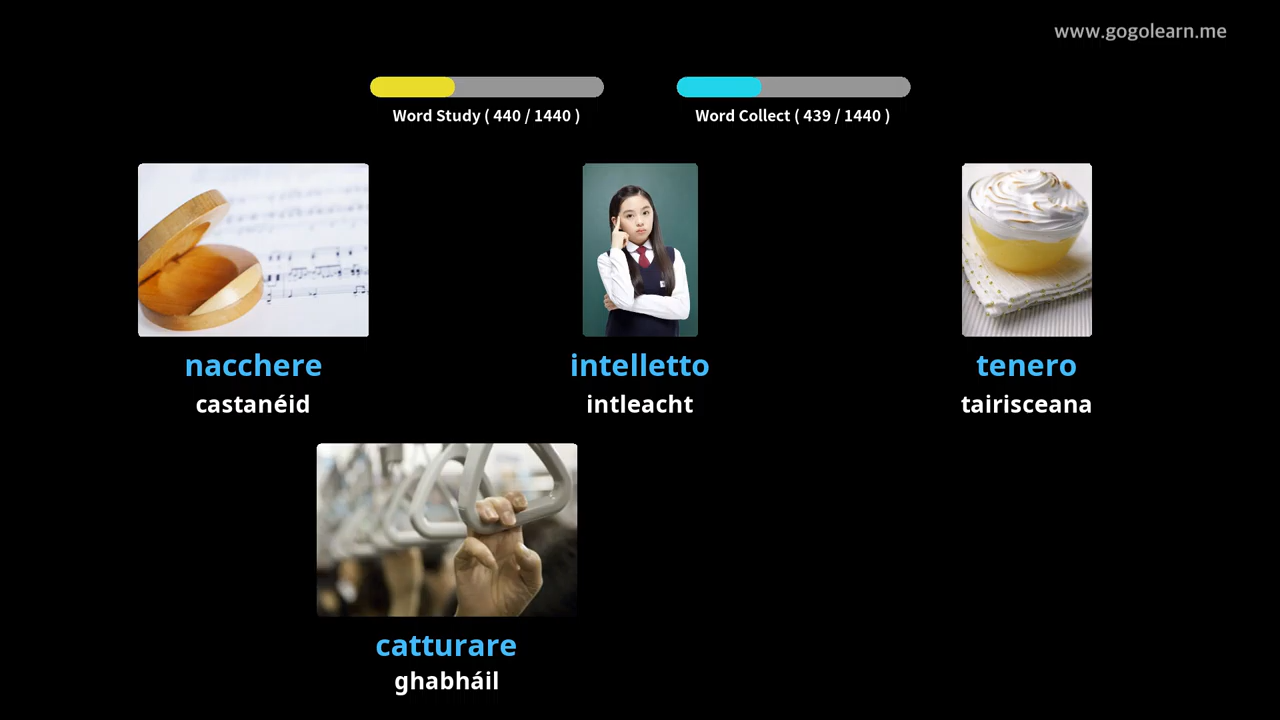 www.gogolearn.me
Word Study ( 440 / 1440 )
Word Collect ( 439 / 1440 )
nacchere
castanéid
intelletto
intleacht
tenero
tairisceana
catturare
ghabháil